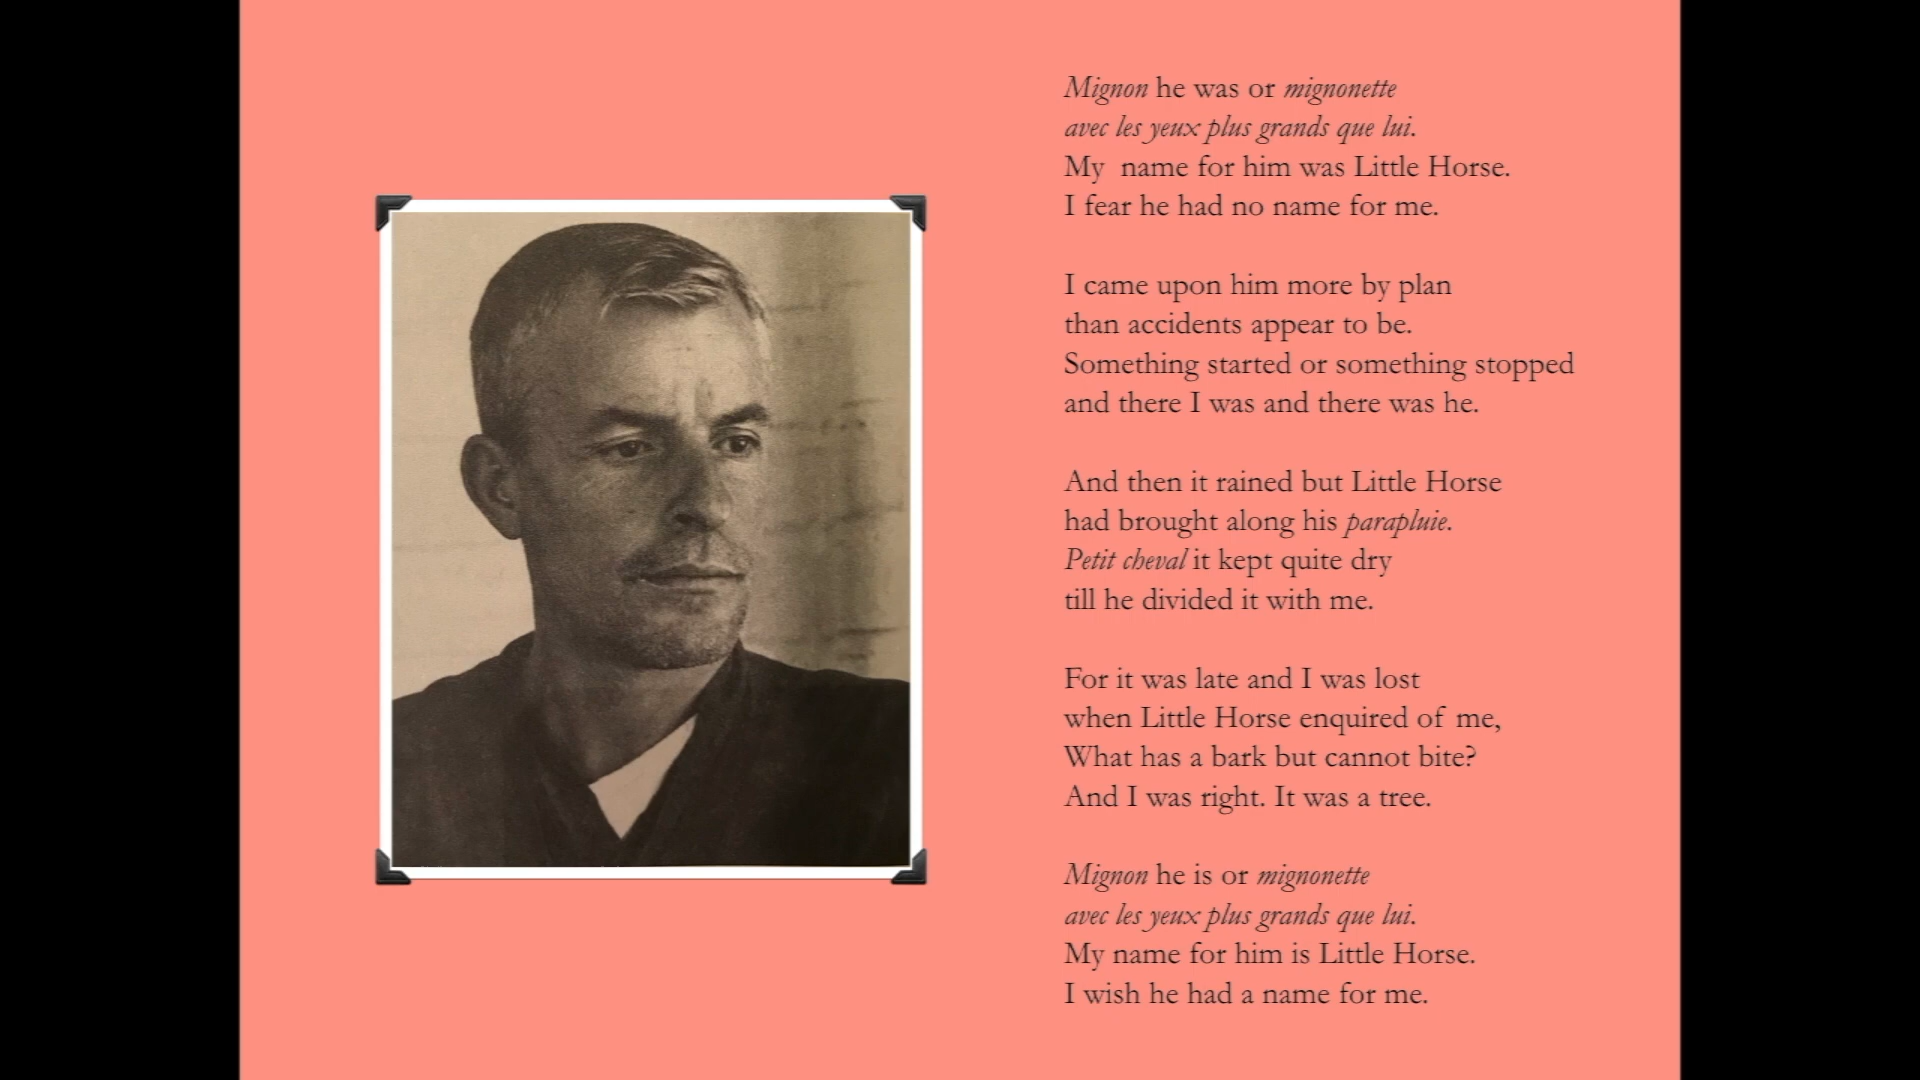 Mignon he was or mignonette
avec les yeux plus grands que lui.
My  name for him was Little Horse.
I fear he had no name for me.

I came upon him more by plan
than accidents appear to be.
Something started or something stopped
and there I was and there was he.

And then it rained but Little Horse
had brought along his parapluie.
Petit cheval it kept quite dry
till he divided it with me.

For it was late and I was lost
when Little Horse enquired of me,
What has a bark but cannot bite?
And I was right. It was a tree.

Mignon he is or mignonette
avec les yeux plus grands que lui.
My name for him is Little Horse.
I wish he had a name for me.